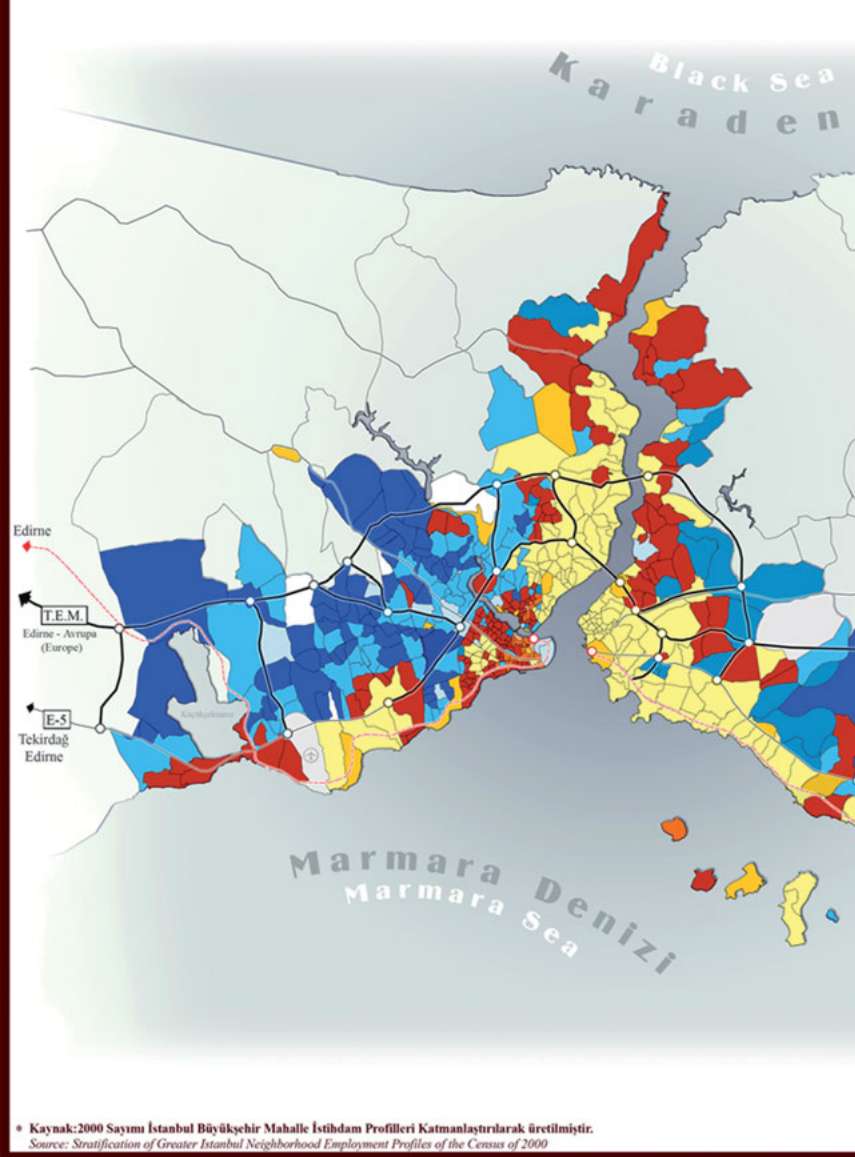 Black Sea
Karaden
Edirne
T.E.M.
Edirne - Avrupa
(Europe)
Küçükçekmece
E-5
Tekirdağ
Edirne
Marmara Denizi
Marmara Sea
* Kaynak:2000 Sayımı İstanbul Büyükşehir Mahalle İstihdam Profilleri Katmanlaştırılarak üretilmiştir.
Source: Stratification of Greater Istanbul Neighborhood Employment Profiles of the Census of 2000